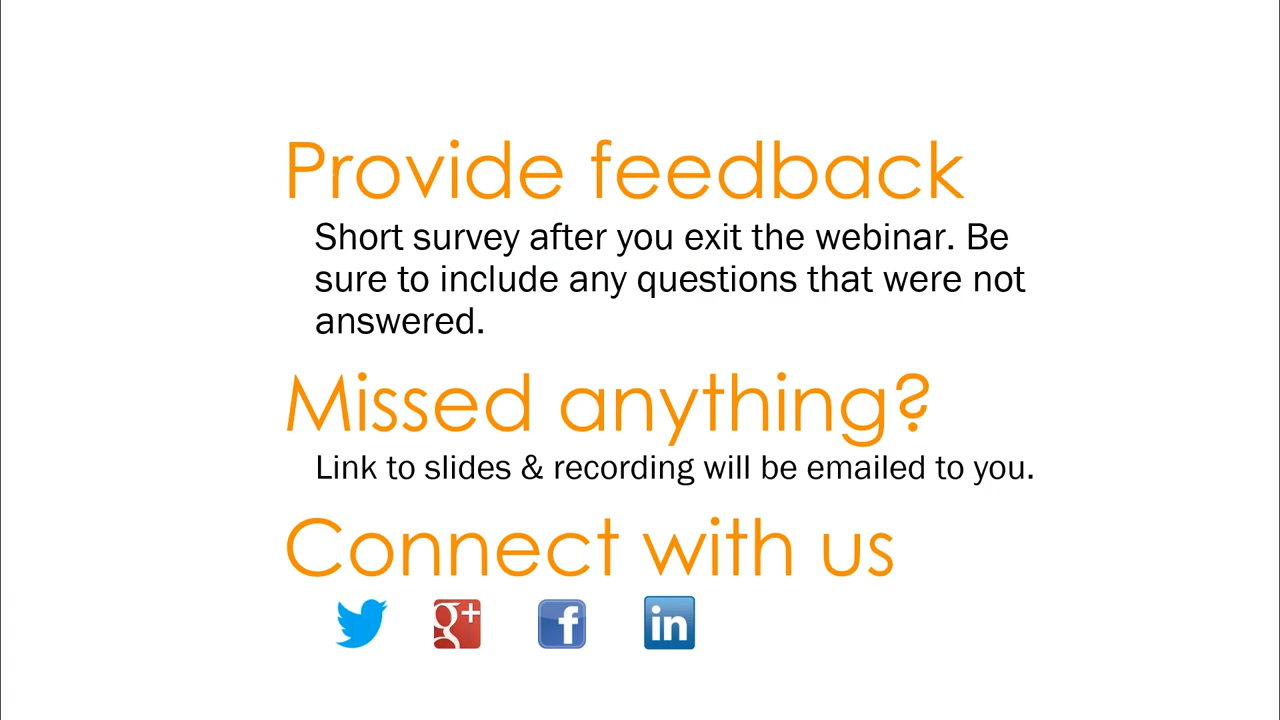 Provide feedback
Short survey after you exit the webinar. Be
sure to include any questions that were not
answered.
Missed anything?
Link to slides & recording will be emailed to you.
Connect with us
g+ f in